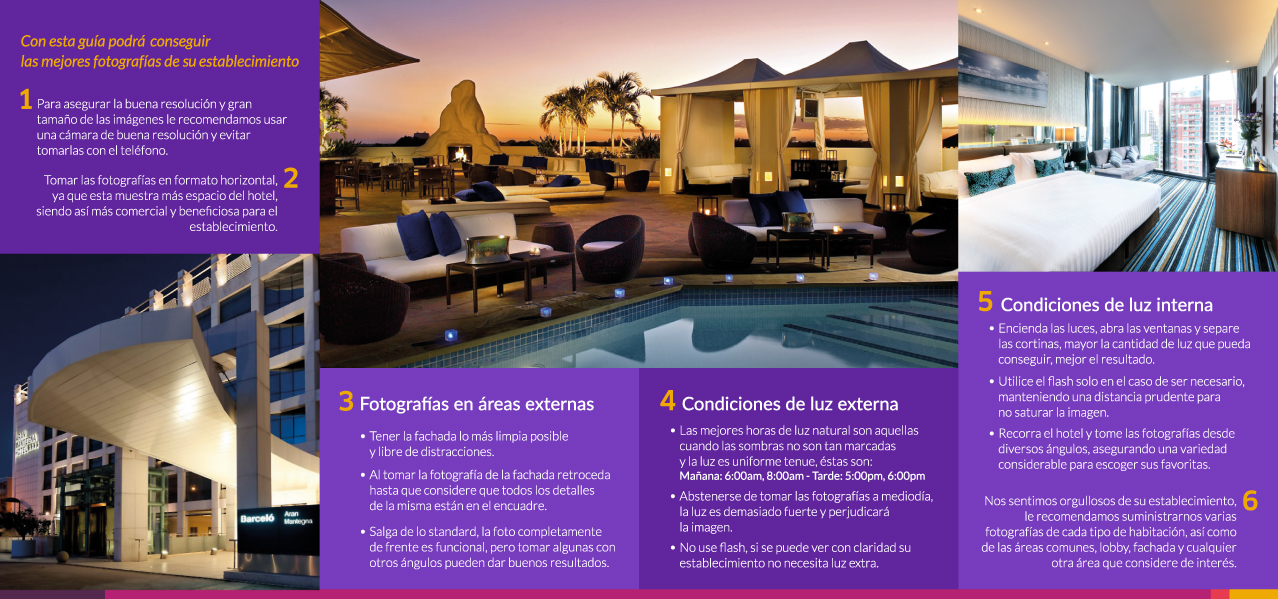 Con esta guía podrá conseguir
las mejores fotografías de su establecimiento
1 Para asegurar la buena resolución y gran
tamaño de las imágenes le recomendamos usar
una cámara de buena resolución y evitar
tomarlas con el teléfono.
Tomar las fotografías en formato horizontal, 2
ya que esta muestra más espacio del hotel,
siendo así más comercial y beneficiosa para el
establecimiento.
Barceló Aran
Mantegna
3 Fotografías en áreas externas
• Tener la fachada lo más limpia posible
y libre de distracciones.
• Al tomar la fotografía de la fachada retroceda
hasta que considere que todos los detalles
de la misma están en el encuadre.
• Salga de lo standard, la foto completamente
de frente es funcional, pero tomar algunas con
otros ángulos pueden dar buenos resultados.
4 Condiciones de luz externa
• Las mejores horas de luz natural son aquellas
cuando las sombras no son tan marcadas
y la luz es uniforme tenue, éstas son:
Mañana: 6:00am, 8:00am - Tarde: 5:00pm, 6:00pm
• Abstenerse de tomar las fotografías a mediodía,
la luz es demasiado fuerte y perjudicará
la imagen.
• No use flash, si se puede ver con claridad su
establecimiento no necesita luz extra.
5 Condiciones de luz interna
• Encienda las luces, abra las ventanas y separe
las cortinas, mayor la cantidad de luz que pueda
conseguir, mejor el resultado.
• Utilice el flash solo en el caso de ser necesario,
manteniendo una distancia prudente para
no saturar la imagen.
• Recorra el hotel y tome las fotografías desde
diversos ángulos, asegurando una variedad
considerable para escoger sus favoritas.
Nos sentimos orgullosos de su establecimiento, 6
le recomendamos suministrarnos varias
fotografías de cada tipo de habitación, así como
de las áreas comunes, lobby, fachada y cualquier
otra área que considere de interés.